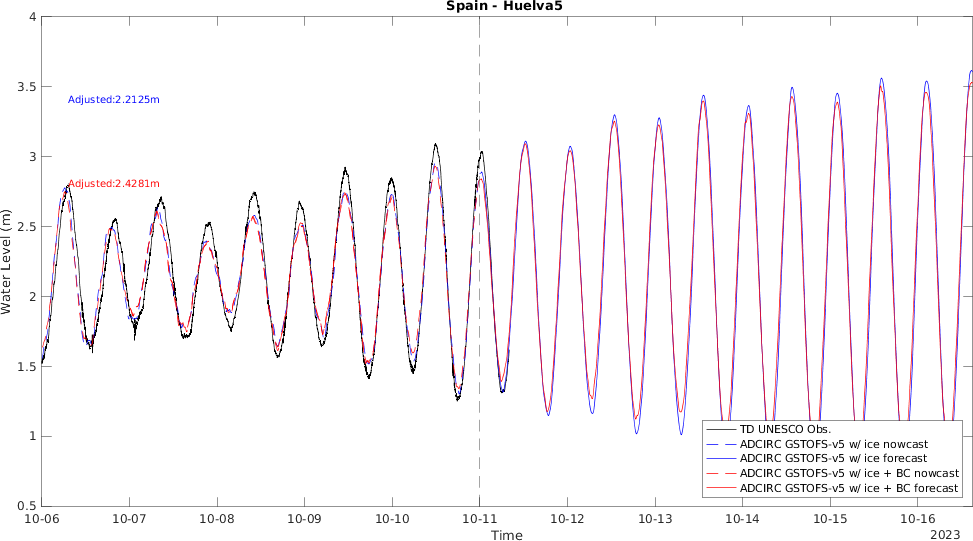 Spain - Huelva5
4
3.5
3
2.5
2
1.5
1
0.5
Water Level (m)
Adjusted:2.2125m
Adjusted:2.4281m
TD UNESCO Obs.
ADCIRC GSTOFS-v5 w/ ice nowcast
ADCIRC GSTOFS-v5 w/ ice forecast
ADCIRC GSTOFS-v5 w/ ice + BC nowcast
ADCIRC GSTOFS-v5 w/ ice + BC forecast
10-06 10-07 10-08 10-09 10-10 10-11 10-12 10-13 10-14 10-15 10-16
Time
2023